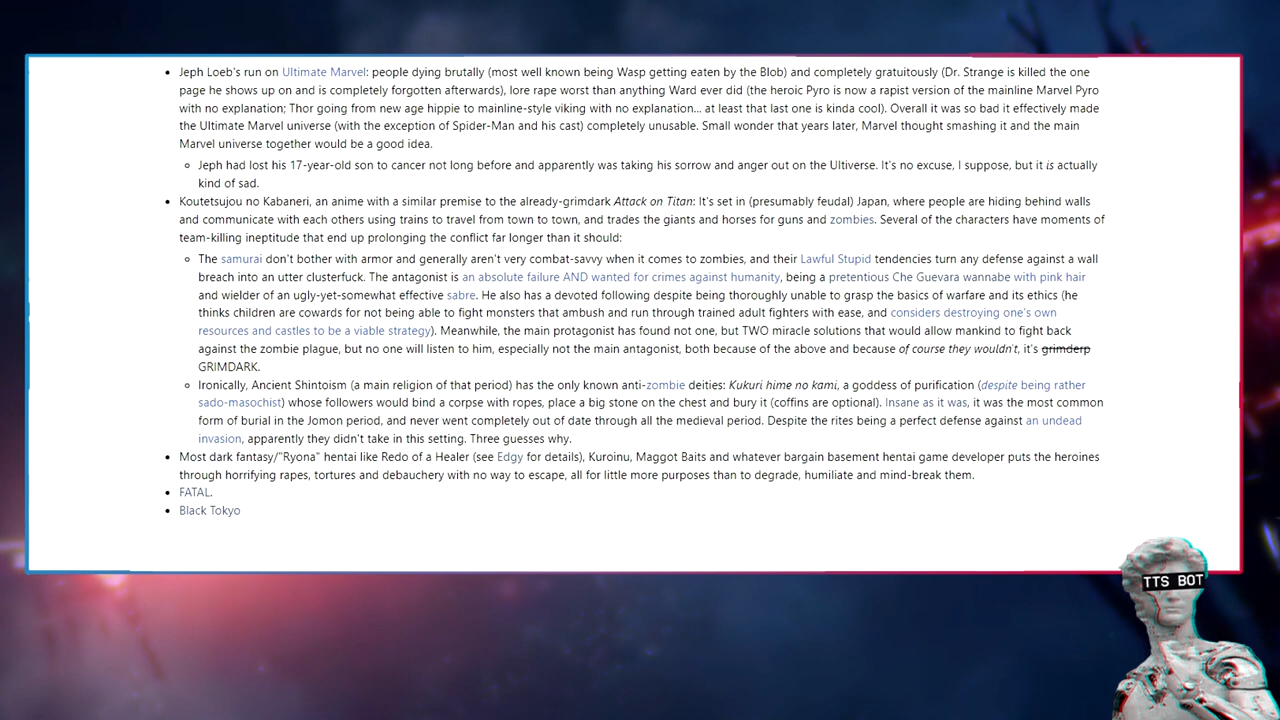 Jeph Loeb's run on Ultimate Marvel: people dying brutally (most well known being Wasp getting eaten by the Blob) and completely gratuitously (Dr. Strange is killed the one
page he shows up on and is completely forgotten afterwards), lore rape worst than anything Ward ever did (the heroic Pyro is now a rapist version of the mainline Marvel Pyro
with no explanation; Thor going from new age hippie to mainline-style viking with no explanation... at least that last one is kinda cool). Overall it was so bad it effectively made
the Ultimate Marvel universe (with the exception of Spider-Man and his cast) completely unusable. Small wonder that years later, Marvel thought smashing it and the main
Marvel universe together would be a good idea.
Jeph had lost his 17-year-old son to cancer not long before and apparently was taking his sorrow and anger out on the Ultiverse. It's no excuse, I suppose, but it is actually
kind of sad.
Koutetsujou no Kabaneri, an anime with a similar premise to the already-grimdark Attack on Titan: It's set in (presumably feudal) Japan, where people are hiding behind walls
and communicate with each others using trains to travel from town to town, and trades the giants and horses for guns and zombies. Several of the characters have moments of
team-killing ineptitude that end up prolonging the conflict far longer than it should:
The samurai don't bother with armor and generally aren't very combat-savvy when it comes to zombies, and their Lawful Stupid tendencies turn any defense against a wall
breach into an utter clusterfuck. The antagonist is an absolute failure AND wanted for crimes against humanity, being a pretentious Che Guevara wannabe with pink hair
and wielder of an ugly-yet-somewhat effective sabre. He also has a devoted following despite being thoroughly unable to grasp the basics of warfare and its ethics (he
thinks children are cowards for not being able to fight monsters that ambush and run through trained adult fighters with ease, and considers destroying one's own
resources and castles to be a viable strategy). Meanwhile, the main protagonist has found not one, but TWO miracle solutions that would allow mankind to fight back
against the zombie plague, but no one will listen to him, especially not the main antagonist, both because of the above and because of course they wouldn't, it's grimderp
GRIMDARK.
Ironically, Ancient Shintoism (a main religion of that period) has the only known anti-zombie deities: Kukuri hime no kami, a goddess of purification (despite being rather
sado-masochist) whose followers would bind a corpse with ropes, place a big stone on the chest and bury it (coffins are optional). Insane as it was, it was the most common
form of burial in the Jomon period, and never went completely out of date through all the medieval period. Despite the rites being a perfect defense against an undead
invasion, apparently they didn't take in this setting. Three guesses why.
Most dark fantasy/"Ryona" hentai like Redo of a Healer (see Edgy for details), Kuroinu, Maggot Baits and whatever bargain basement hentai game developer puts the heroines
through horrifying rapes, tortures and debauchery with no way to escape, all for little more purposes than to degrade, humiliate and mind-break them.
FATAL.
Black Tokyo
TTS BOT